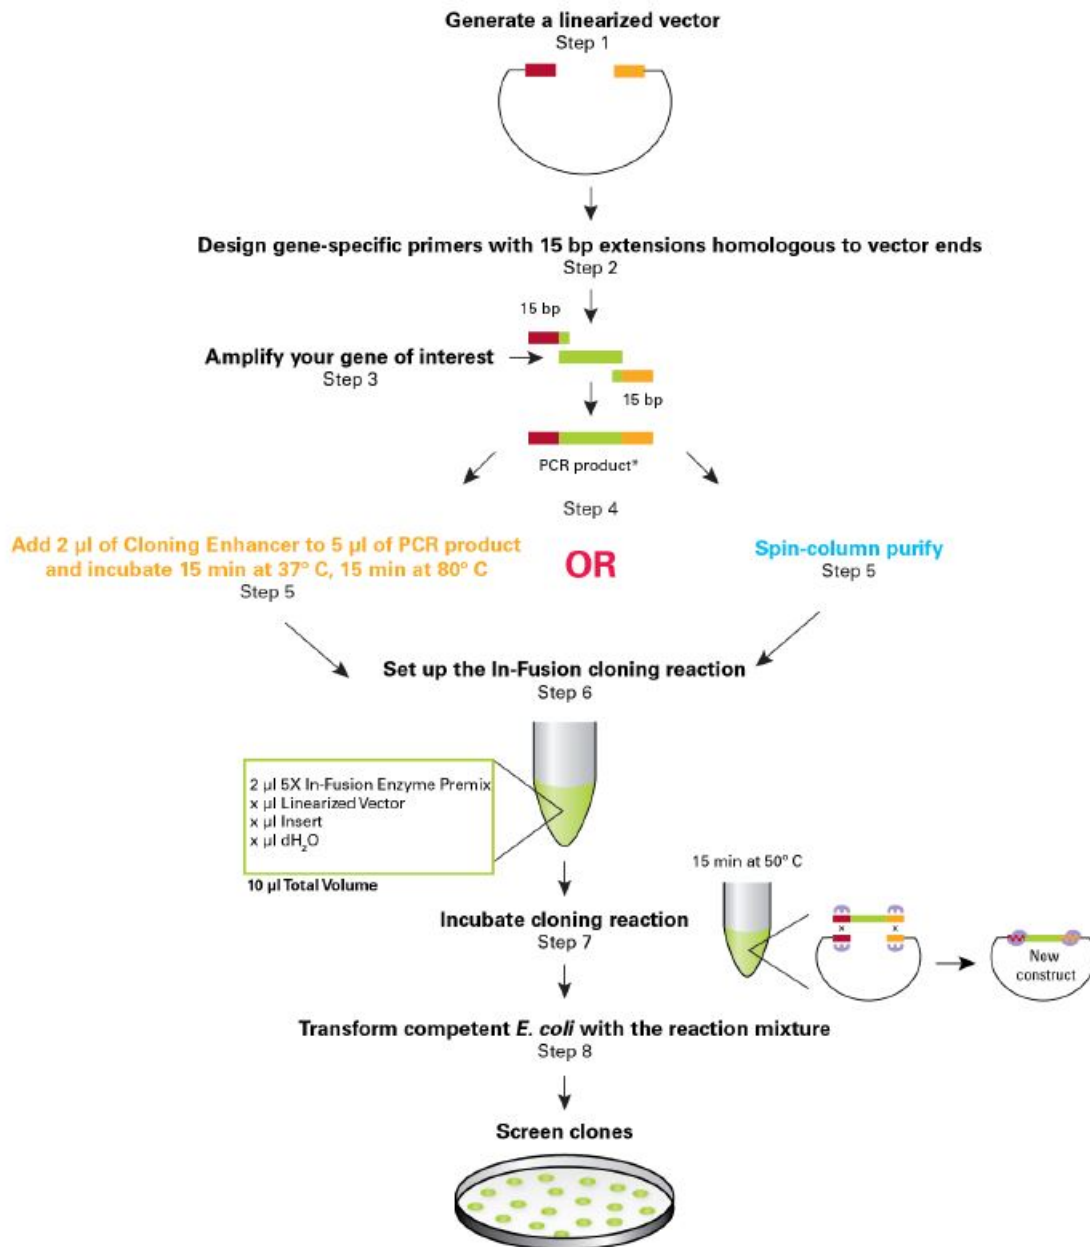 Generate a linearized vector
Step 1
Design gene-specific primers with 15 bp extensions homologous to vector ends
Step 2
15 bp
Amplify your gene of interest
Step 3
15 bp
PCR product*
Step 4
Add 2 µl of Cloning Enhancer to 5 µl of PCR product
and incubate 15 min at 37° C, 15 min at 80° C
Step 5
OR
Spin-column purify
Step 5
Set up the In-Fusion cloning reaction
Step 6
2 µl 5X In-Fusion Enzyme Premix
x µl Linearized Vector
x µl Insert
x µl dH₂O
10 µl Total Volume
15 min at 50° C
Incubate cloning reaction
Step 7
x x
New
construct
Transform competent E. coli with the reaction mixture
Step 8
Screen clones